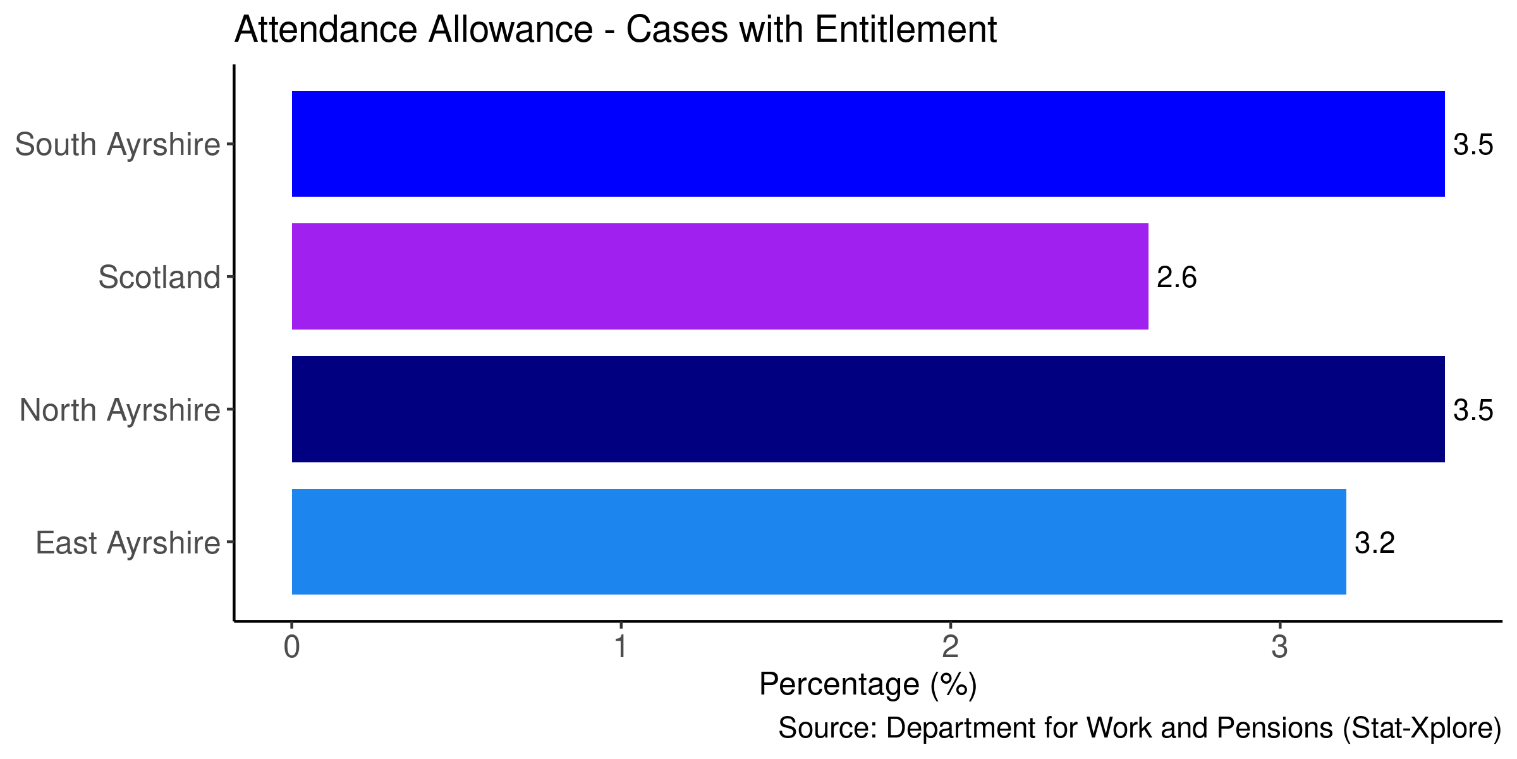 Attendance Allowance - Cases with Entitlement
South Ayrshire
3.5
Scotland
2.6
North Ayrshire
3.5
East Ayrshire
3.2
0 1 2 3
Percentage (%)
Source: Department for Work and Pensions (Stat-Xplore)